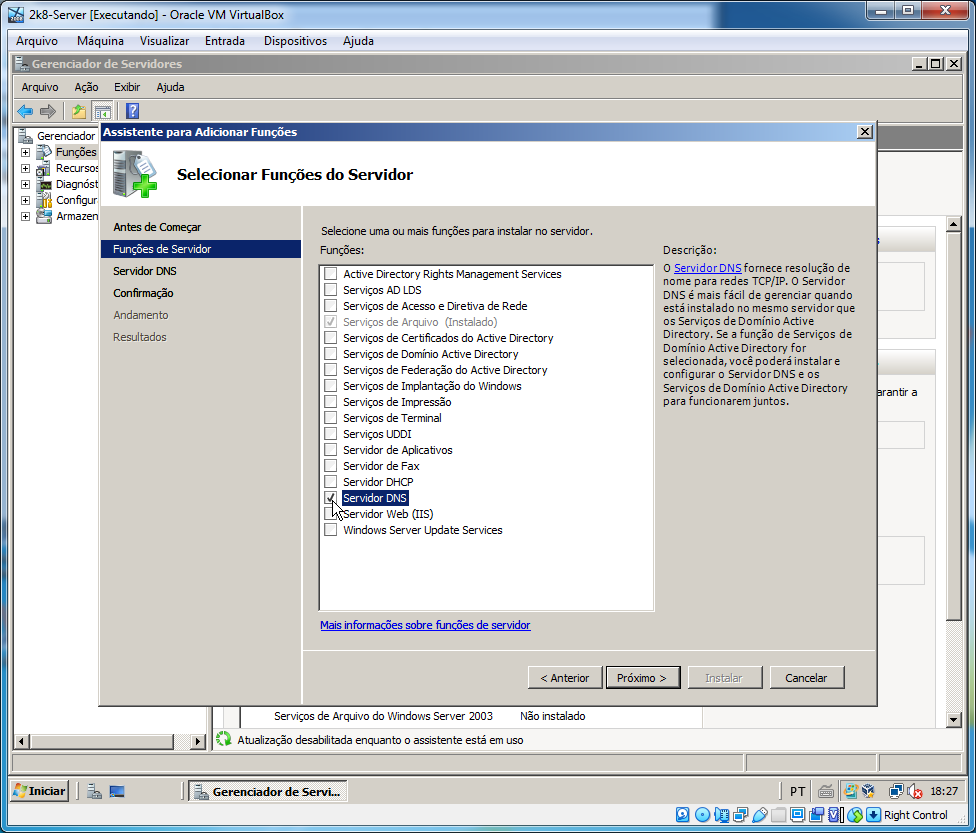 2k8-Server [Executando] - Oracle VM VirtualBox
Arquivo Máquina Visualizar Entrada Dispositivos Ajuda
Gerenciador de Servidores
Arquivo Ação Exibir Ajuda
Gerenciador
Funções
Recursos
Diagnóst
Configur
Armazen
Assistente para Adicionar Funções
Selecionar Funções do Servidor
Antes de Começar
Funções de Servidor
Servidor DNS
Confirmação
Andamento
Resultados
Selecione uma ou mais funções para instalar no servidor.
Funções:
Active Directory Rights Management Services
Serviços AD LDS
Serviços de Acesso e Diretiva de Rede
Serviços de Arquivo (Instalado)
Serviços de Certificados do Active Directory
Serviços de Domínio Active Directory
Serviços de Federação do Active Directory
Serviços de Implantação do Windows
Serviços de Impressão
Serviços de Terminal
Serviços UDDI
Servidor de Aplicativos
Servidor de Fax
Servidor DHCP
Servidor DNS
Servidor Web (IIS)
Windows Server Update Services
Mais informações sobre funções de servidor
Descrição:
O Servidor DNS fornece resolução de
nome para redes TCP/IP. O Servidor
DNS é mais fácil de gerenciar quando
está instalado no mesmo servidor que
os Serviços de Domínio Active
Directory. Se a função de Serviços de
Domínio Active Directory for
selecionada, você poderá instalar e
configurar o Servidor DNS e os
Serviços de Domínio Active Directory
para funcionarem juntos.
arantir a
< Anterior Próximo > Instalar Cancelar
Serviços de Arquivo do Windows Server 2003 Não instalado
Atualização desabilitada enquanto o assistente está em uso
Iniciar Gerenciador de Servi... PT 18:27
Right Control